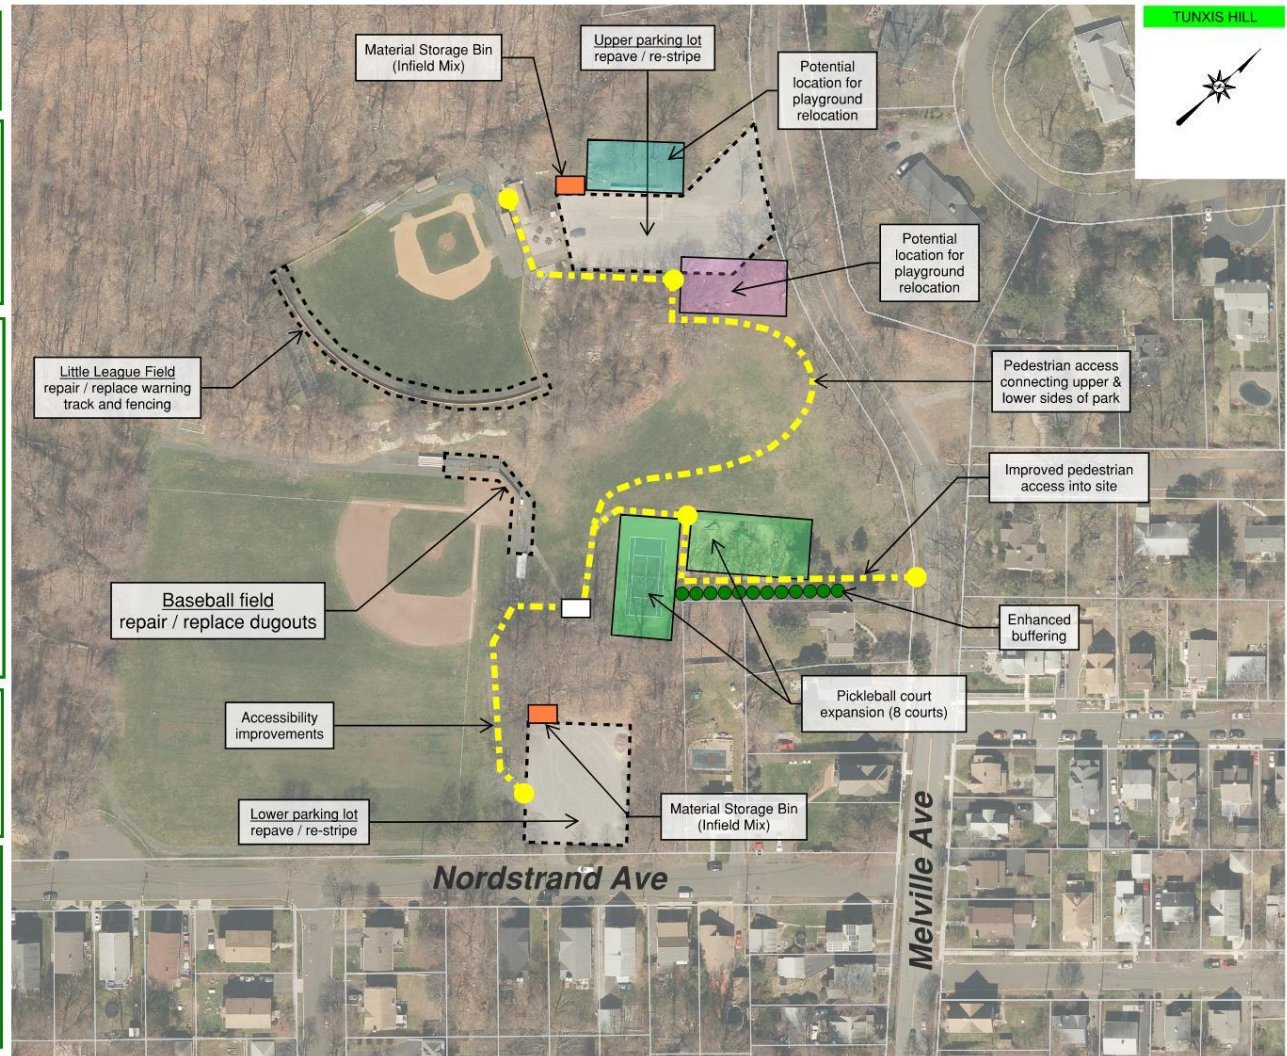 TUNXIS HILL
Material Storage Bin
(Infield Mix)
Upper parking lot
repave / re-stripe
Potential
location for
playground
relocation
Potential
location for
playground
relocation
Little League Field
repair / replace warning
track and fencing
Pedestrian access
connecting upper &
lower sides of park
Improved pedestrian
access into site
Baseball field
repair / replace dugouts
Enhanced
buffering
Pickleball court
expansion (8 courts)
Accessibility
improvements
Lower parking lot
repave / re-stripe
Material Storage Bin
(Infield Mix)
Nordstrand Ave
Melville Ave